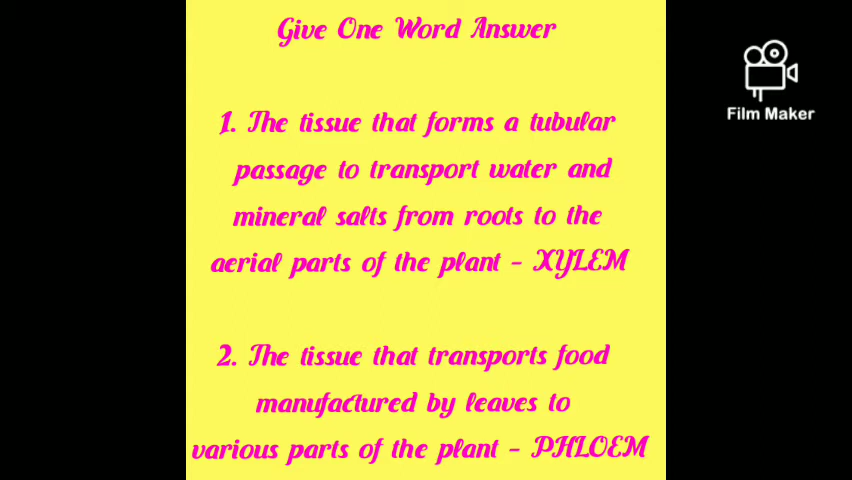 Give One Word Answer
1. The tissue that forms a tubular
passage to transport water and
mineral salts from roots to the
aerial parts of the plant - XYLEM
2. The tissue that transports food
manufactured by leaves to
various parts of the plant - PHLOEM
Film Maker